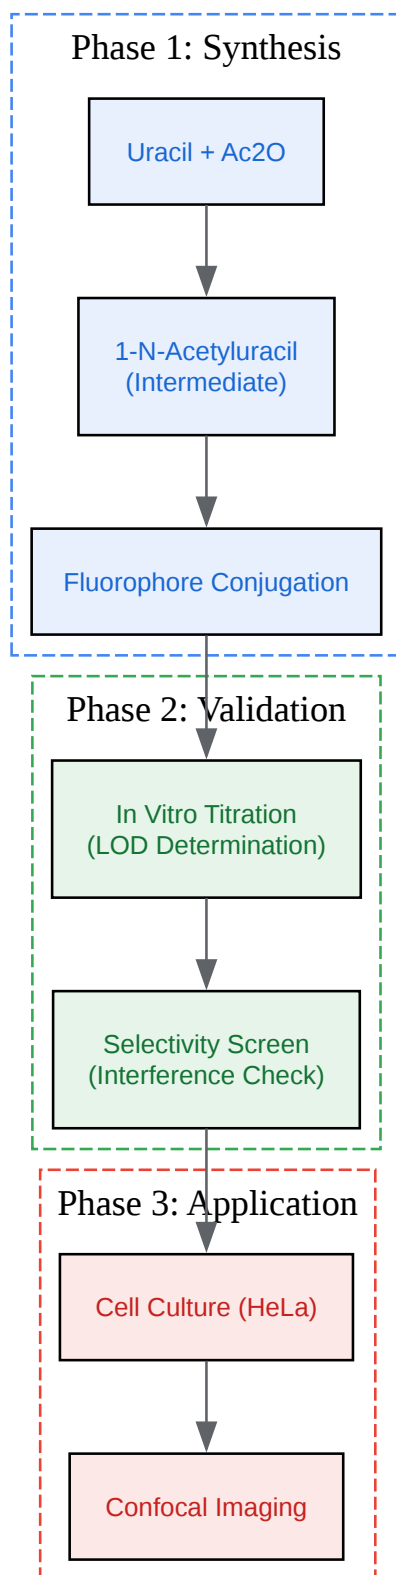 Phase 1: Synthesis
Uracil + Ac2O
1-N-Acetyluracil
(Intermediate)
Fluorophore Conjugation
Phase 2: Validation
In Vitro Titration
(LOD Determination)
Selectivity Screen
(Interference Check)
Phase 3: Application
Cell Culture (HeLa)
Confocal Imaging